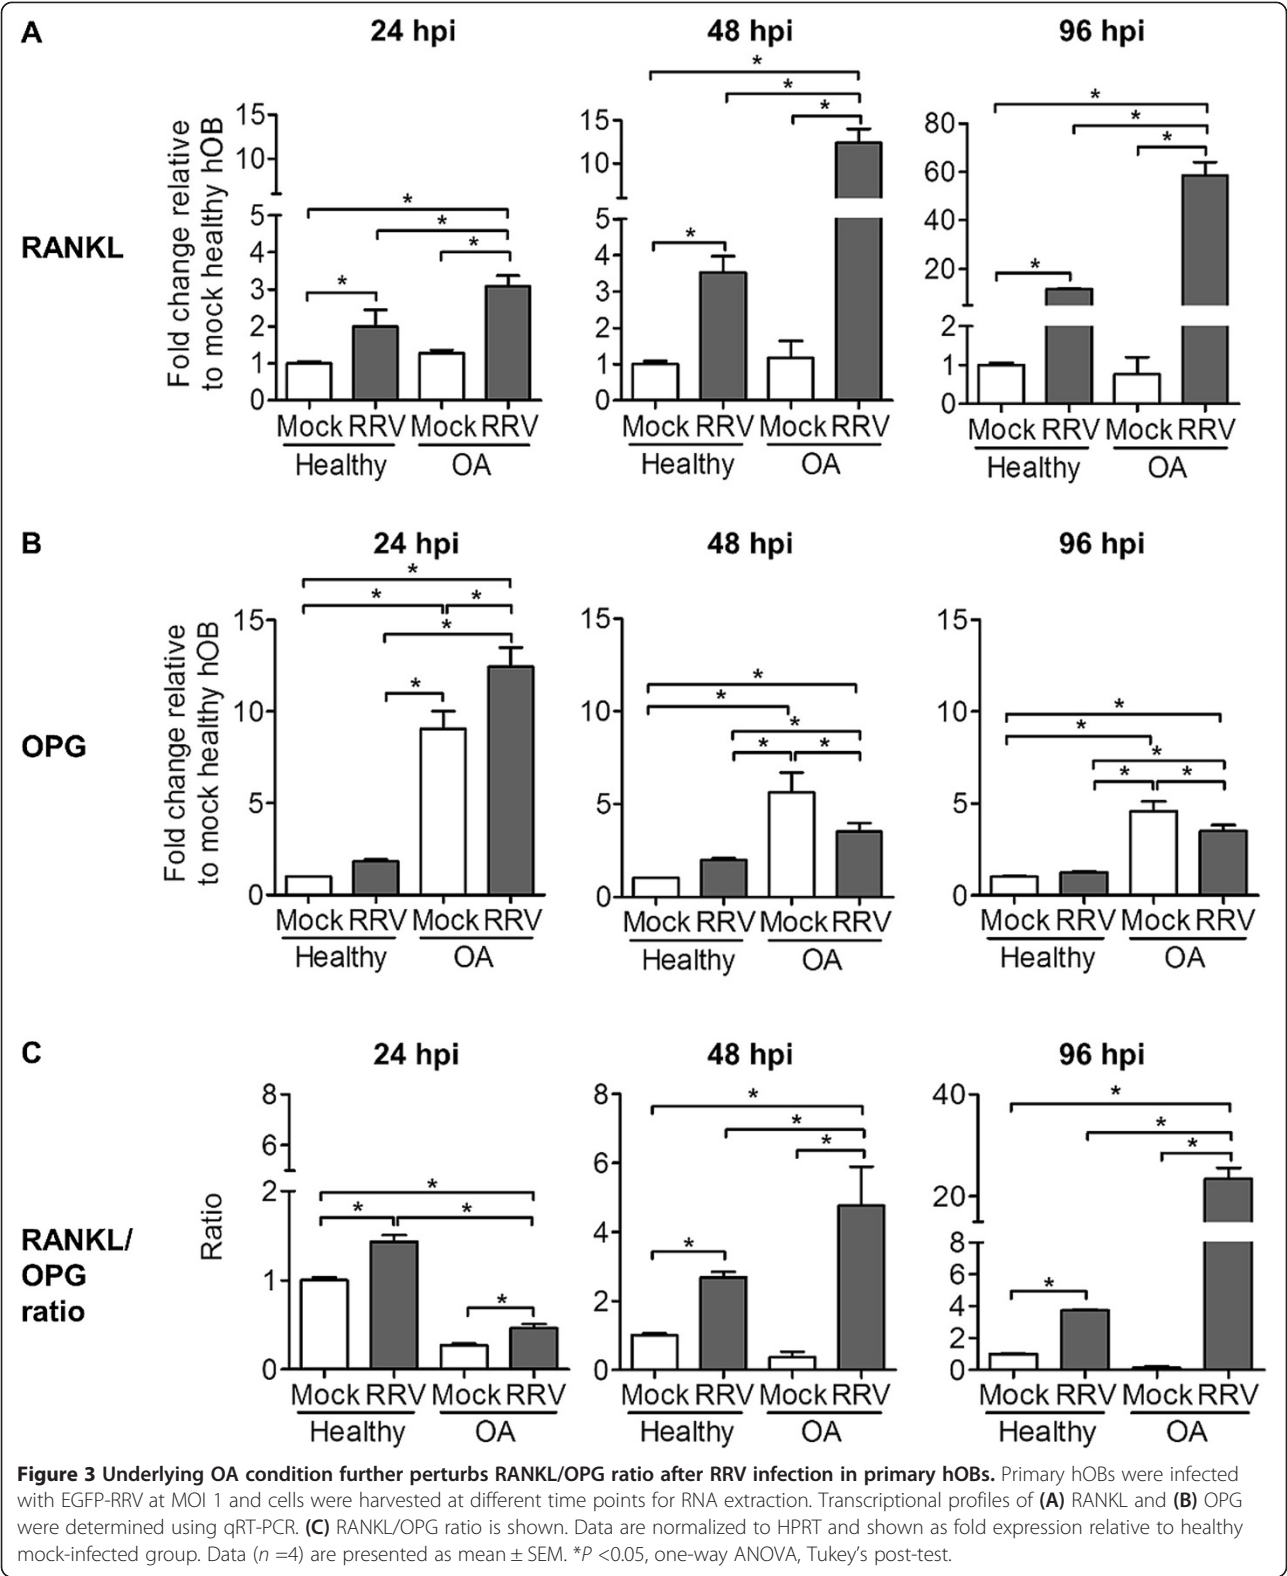 A
24 hpi 48 hpi 96 hpi
RANKL
Fold change relative
to mock healthy hOB
15
10
5
4
3
2
1
0
* * * *
Mock RRV Mock RRV
Healthy OA
15
10
5
4
3
2
1
0
* * * *
Mock RRV Mock RRV
Healthy OA
80
60
40
20
2
1
0
* * * *
Mock RRV Mock RRV
Healthy OA
B
24 hpi 48 hpi 96 hpi
OPG
Fold change relative
to mock healthy hOB
15
10
5
0
* * * * *
Mock RRV Mock RRV
Healthy OA
15
10
5
0
* * * * *
Mock RRV Mock RRV
Healthy OA
15
10
5
0
* * * * *
Mock RRV Mock RRV
Healthy OA
C
24 hpi 48 hpi 96 hpi
RANKL/
OPG
ratio
Ratio
8
6
2
1
0
* * * *
Mock RRV Mock RRV
Healthy OA
8
6
4
2
0
* * * *
Mock RRV Mock RRV
Healthy OA
40
20
8
6
4
2
0
* * * *
Mock RRV Mock RRV
Healthy OA
Figure 3 Underlying OA condition further perturbs RANKL/OPG ratio after RRV infection in primary hOBs. Primary hOBs were infected
with EGFP-RRV at MOI 1 and cells were harvested at different time points for RNA extraction. Transcriptional profiles of (A) RANKL and (B) OPG
were determined using qRT-PCR. (C) RANKL/OPG ratio is shown. Data are normalized to HPRT and shown as fold expression relative to healthy
mock-infected group. Data (n =4) are presented as mean ± SEM. *P <0.05, one-way ANOVA, Tukey's post-test.